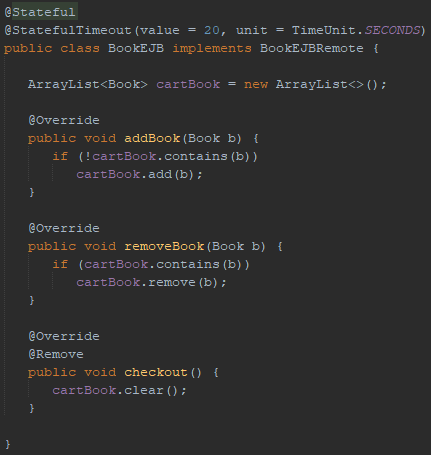 @Stateful
@StatefulTimeout(value = 20, unit = TimeUnit.SECONDS)
public class BookEJB implements BookEJBRemote {
ArrayList<Book> cartBook = new ArrayList<>();
@Override
public void addBook(Book b) {
if (!cartBook.contains(b))
cartBook.add(b);
}
@Override
public void removeBook(Book b) {
if (cartBook.contains(b))
cartBook.remove(b);
}
@Override
@Remove
public void checkout() {
cartBook.clear();
}
}